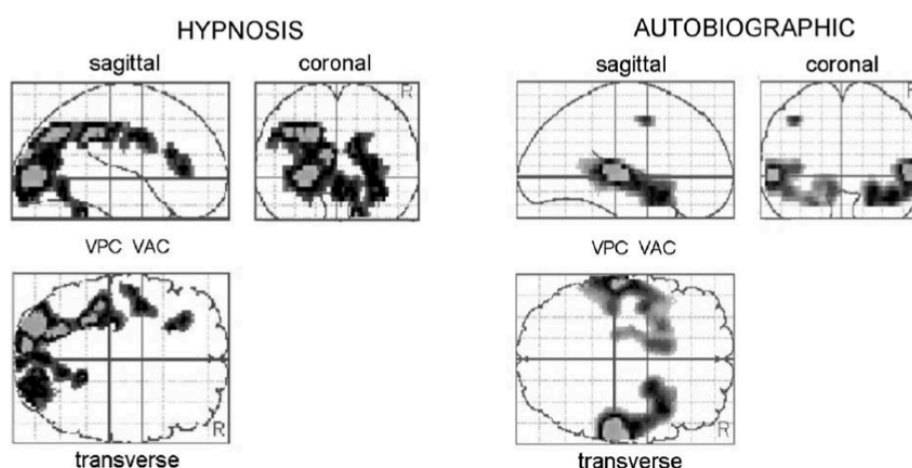 HYPNOSIS
sagittal coronal
R
VPC VAC
R
transverse
AUTOBIOGRAPHIC
sagittal coronal
R
VPC VAC
R
transverse